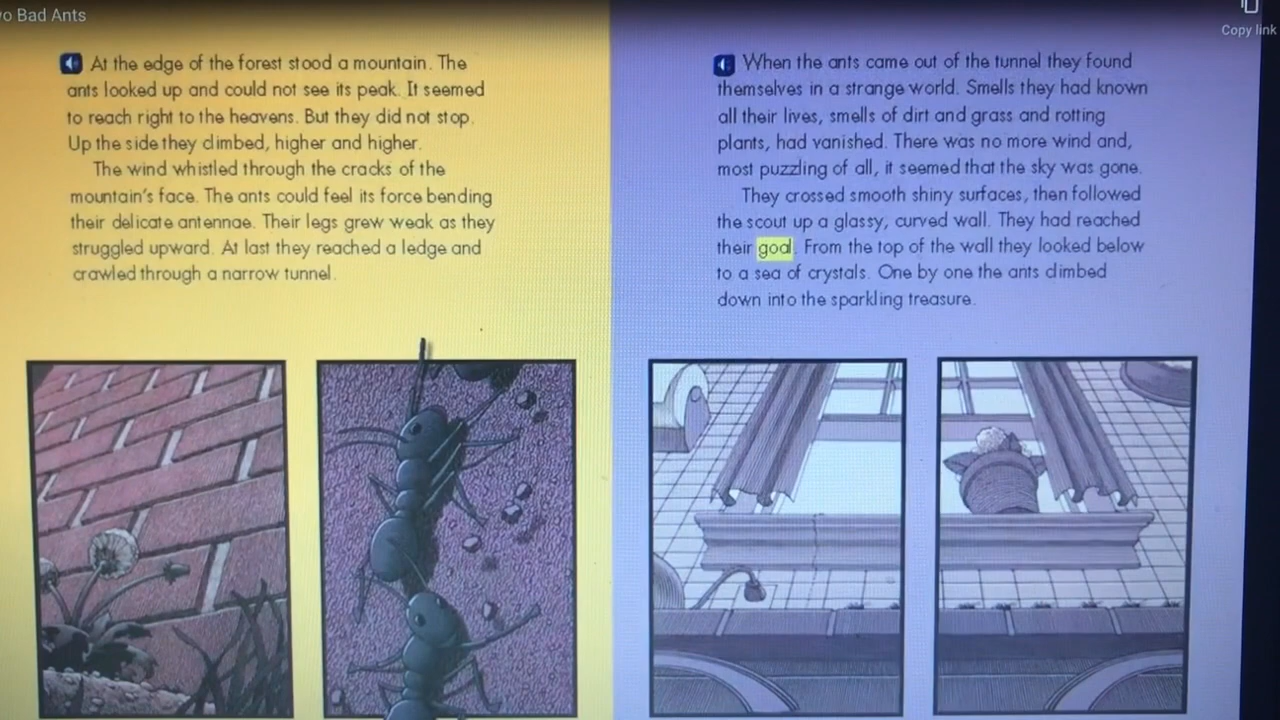 o Bad Ants
Copy link
At the edge of the forest stood a mountain. The
ants looked up and could not see its peak. It seemed
to reach right to the heavens. But they did not stop.
Up the side they climbed, higher and higher.
The wind whistled through the cracks of the
mountain's face. The ants could feel its force bending
their delicate antennae. Their legs grew weak as they
struggled upward. At last they reached a ledge and
crawled through a narrow tunnel.
When the ants came out of the tunnel they found
themselves in a strange world. Smells they had known
all their lives, smells of dirt and grass and rotting
plants, had vanished. There was no more wind and,
most puzzling of all, it seemed that the sky was gone.
They crossed smooth shiny surfaces, then followed
the scout up a glassy, curved wall. They had reached
their goal. From the top of the wall they looked below
to a sea of crystals. One by one the ants climbed
down into the sparkling treasure.